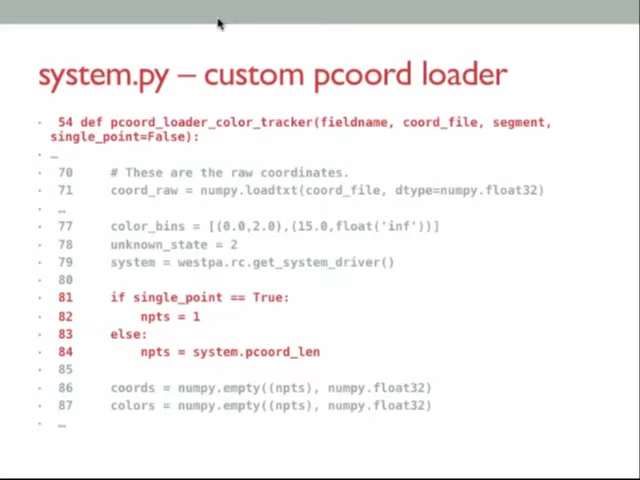 system.py – custom pcoord loader
• 54 def pcoord_loader_color_tracker(fieldname, coord_file, segment,
single_point=False):
• …
• 70     # These are the raw coordinates.
• 71     coord_raw = numpy.loadtxt(coord_file, dtype=numpy.float32)
• …
• 77     color_bins = [(0.0,2.0),(15.0,float('inf'))]
• 78     unknown_state = 2
• 79     system = westpa.rc.get_system_driver()
• 80
• 81     if single_point == True:
• 82         npts = 1
• 83     else:
• 84         npts = system.pcoord_len
• 85
• 86     coords = numpy.empty((npts), numpy.float32)
• 87     colors = numpy.empty((npts), numpy.float32)
• …